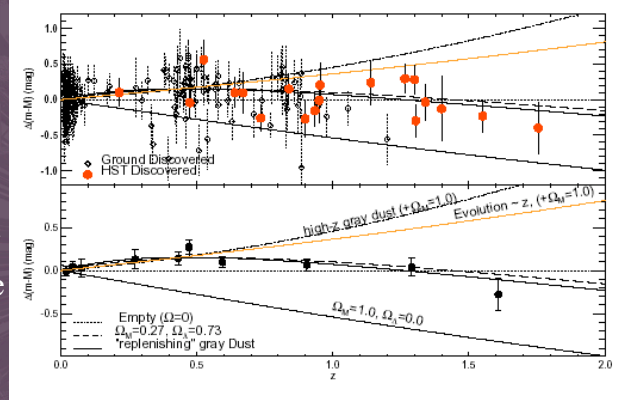 1.0
0.5
0.0
-0.5
-1.0
Δ(m-M) (mag)
Ground Discovered
HST Discovered
0.5
0.0
-0.5
Δ(m-M) (mag)
high-z gray dust (+Ω_M=1.0)
Evolution ~ z, (+Ω_M=1.0)
Empty (Ω=0)
Ω_M=0.27, Ω_Λ=0.73
"replenishing" gray Dust
Ω_M=1.0, Ω_Λ=0.0
0.0 0.5 1.0 1.5 2.0
z
e